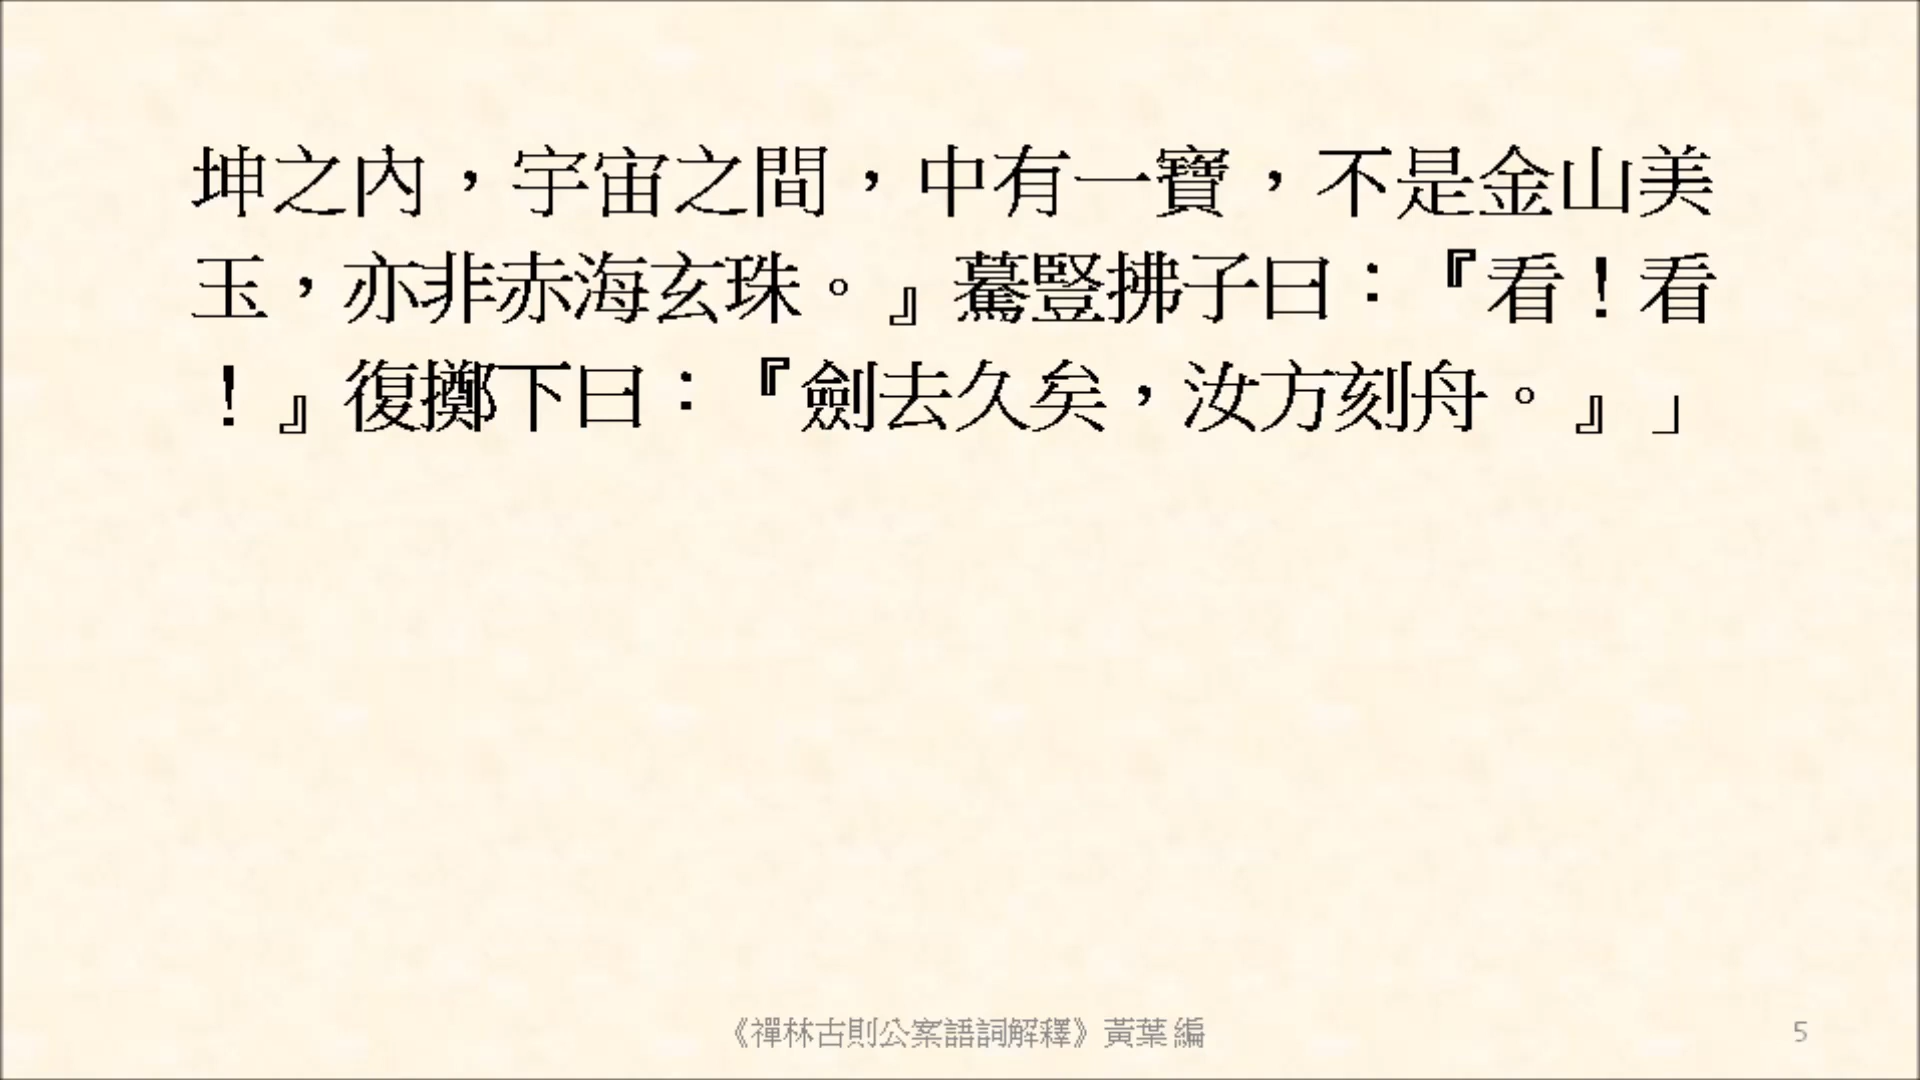 坤之內，宇宙之間，中有一寶，不是金山美
玉，亦非赤海玄珠。』驀豎拂子曰：『看！看
！』復擲下曰：『劍去久矣，汝方刻舟。』」
《禪林古則公案語詞解釋》黃葉 編
5